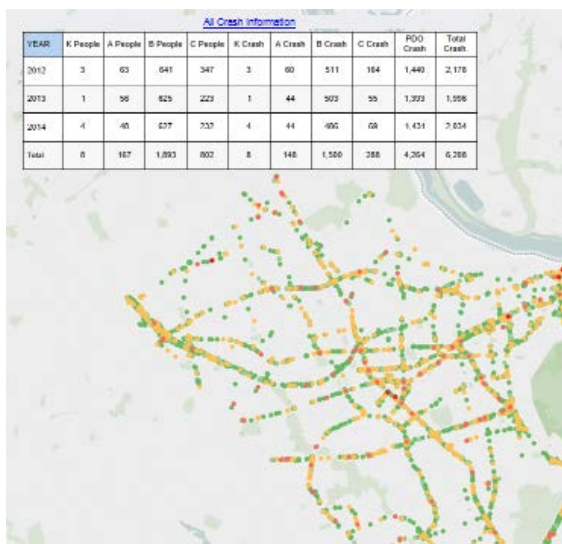 All Crash Information
YEAR K People A People B People C People K Crash A Crash B Crash C Crash PDO Crash Total Crash
2012 3 63 641 347 3 60 511 164 1,440 2,178
2013 1 56 625 223 1 44 503 55 1,393 1,996
2014 4 48 627 232 4 44 486 69 1,431 2,034
Total 8 167 1,893 802 8 148 1,500 288 4,264 6,208